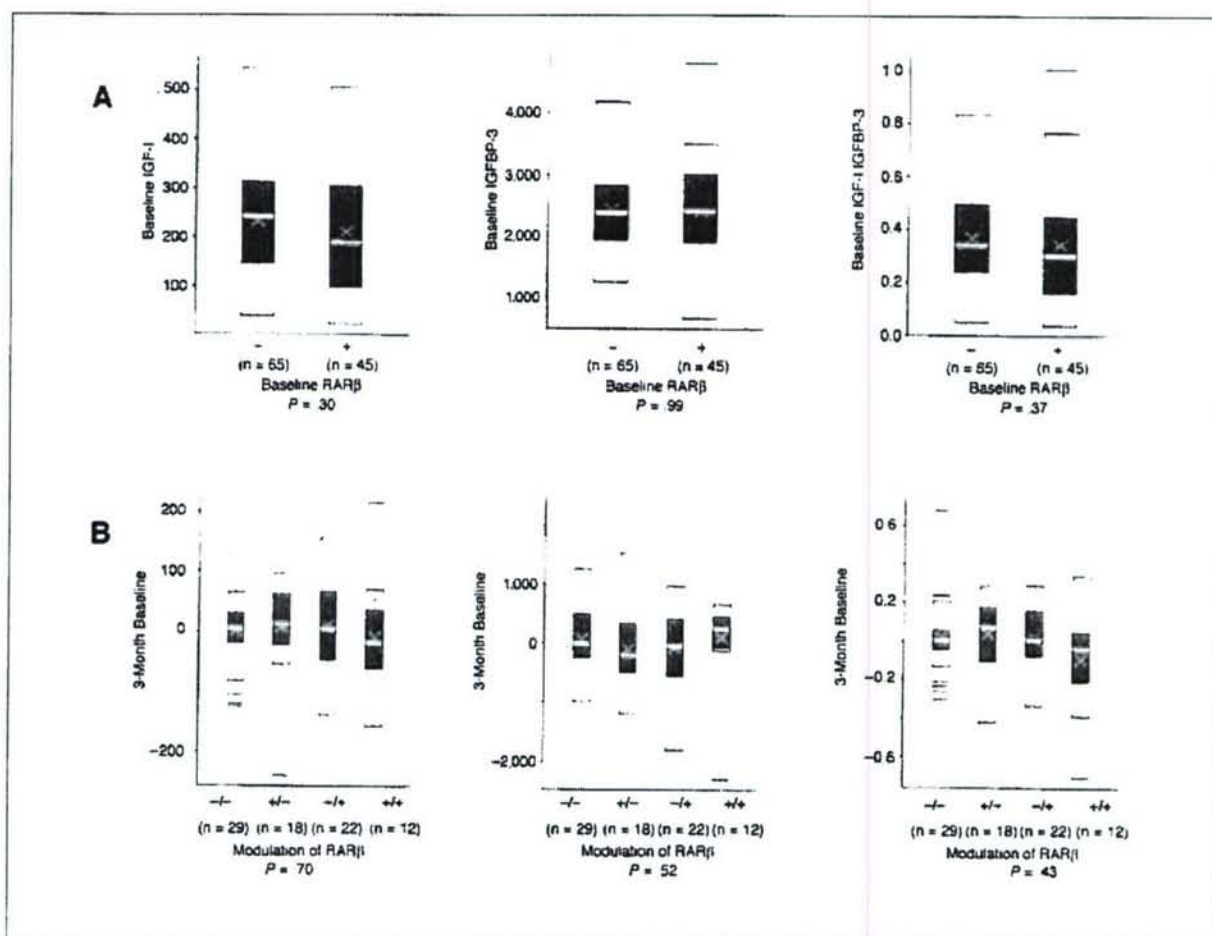 A
Baseline IGF-I
.500
400
300
200
100
−
+
(n = 65)
(n = 45)
Baseline RARβ
P = .30
Baseline IGFBP-3
4.000
3.000
2.000
1.000
−
+
(n = 65)
(n = 45)
Baseline RARβ
P = .99
Baseline IGF-I IGFBP-3
1.0
0.8
0.6
0.4
0.2
0.0
−
+
(n = 65)
(n = 45)
Baseline RARβ
P = .37
B
3-Month Baseline
200
100
0
−200
−/− +/− −/+ +/+
(n = 29) (n = 18) (n = 22) (n = 12)
Modulation of RARβ
P = 70
3-Month Baseline
1.000
0
−2,000
−/− +/− −/+ +/+
(n = 29) (n = 18) (n = 22) (n = 12)
Modulation of RARβ
P = 52
3-Month Baseline
0 6
0.2
−0.2
−0.6
−/− +/− −/+ +/+
(n = 29) (n = 18) (n = 22) (n = 12)
Modulation of RARβ
P = 43